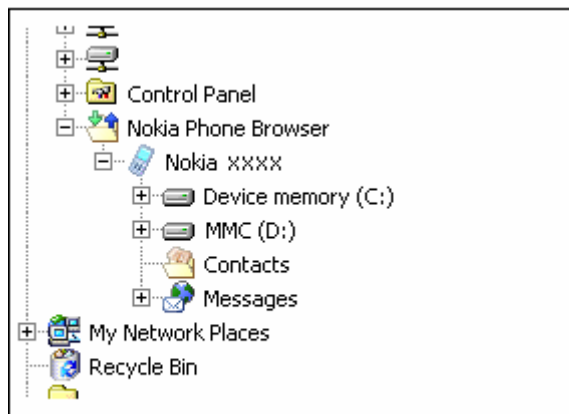 Control Panel
Nokia Phone Browser
Nokia xxxx
Device memory (C:)
MMC (D:)
Contacts
Messages
My Network Places
Recycle Bin